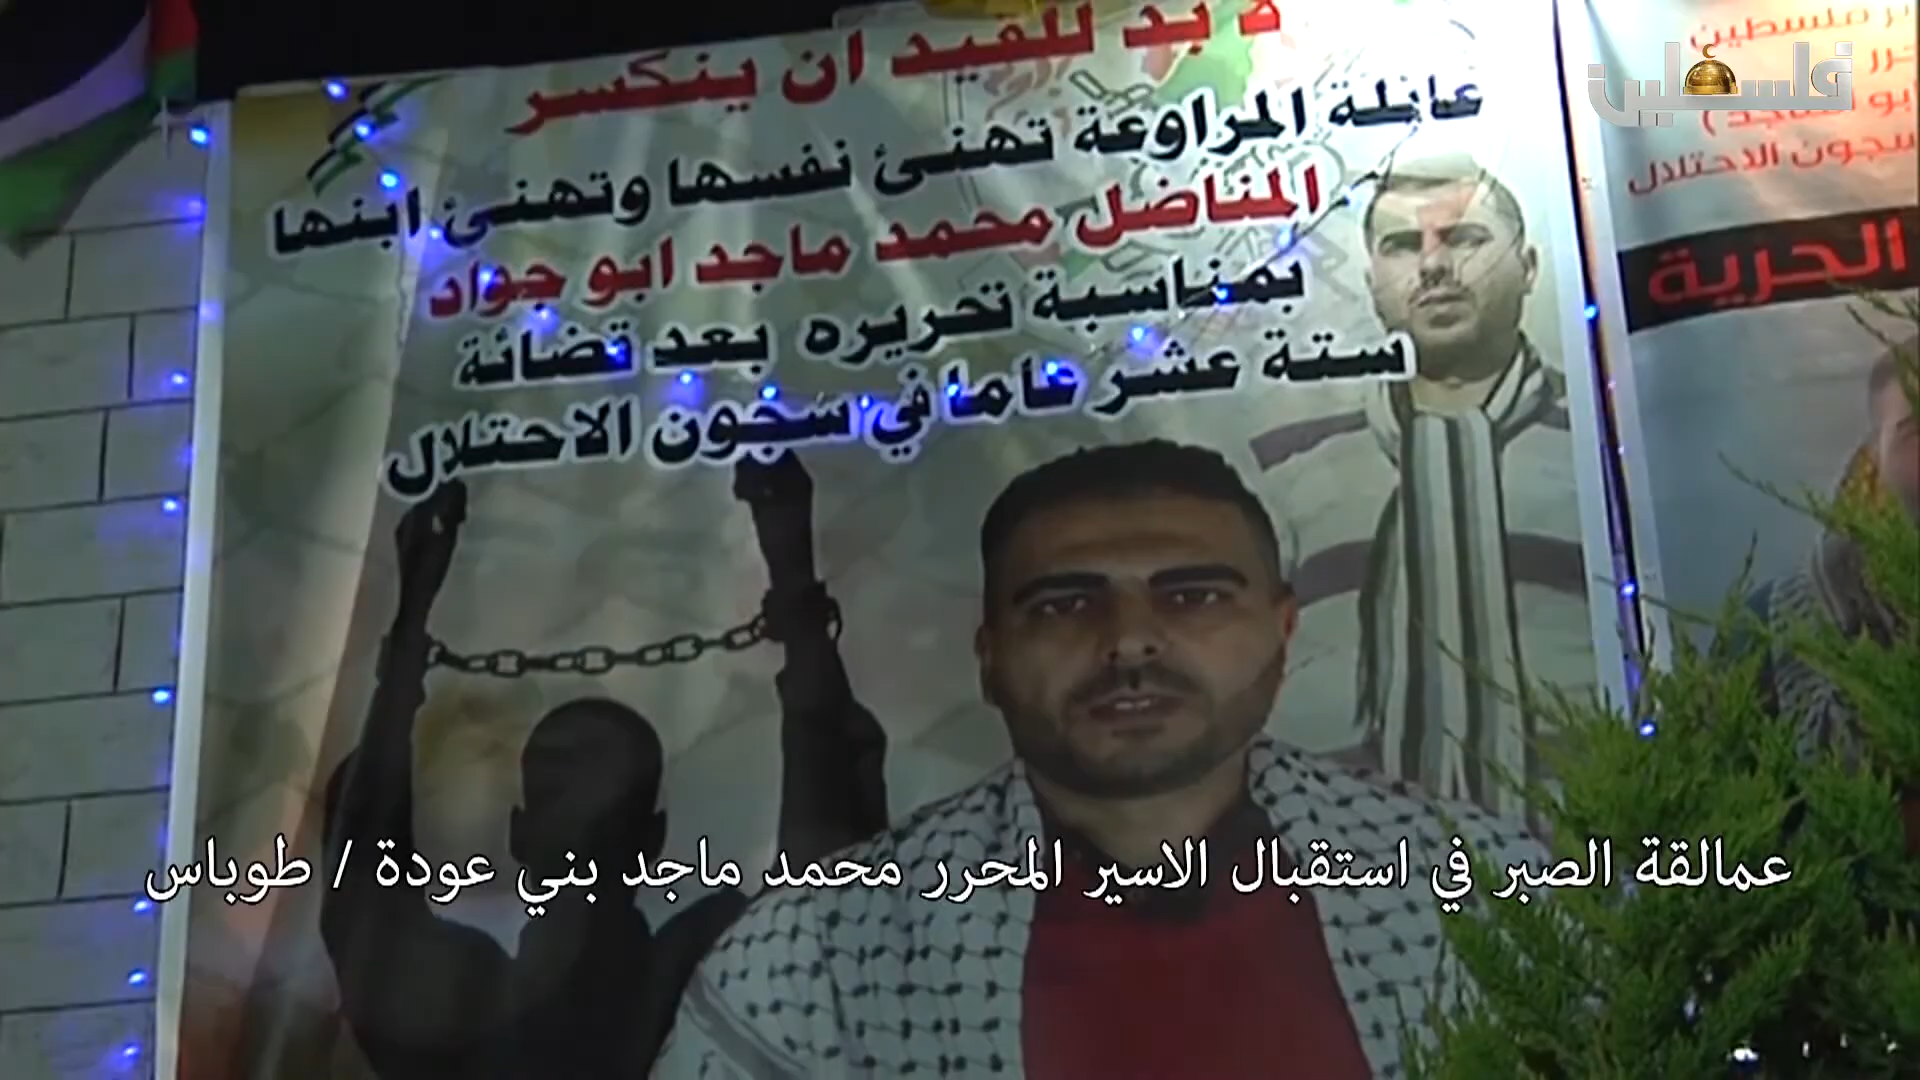 لا بد للقيد ان ينكسر
عائلة المراوعة تهنئ نفسها وتهنئ ابنها
المناضل محمد ماجد ابو جواد
بمناسبة تحريره بعد قضائة
ستة عشر عاما في سجون الاحتلال
فلسطين
فلسطين
سجون الاحتلال
الحرية
عمالقة الصبر في استقبال الاسير المحرر محمد ماجد بني عودة / طوباس